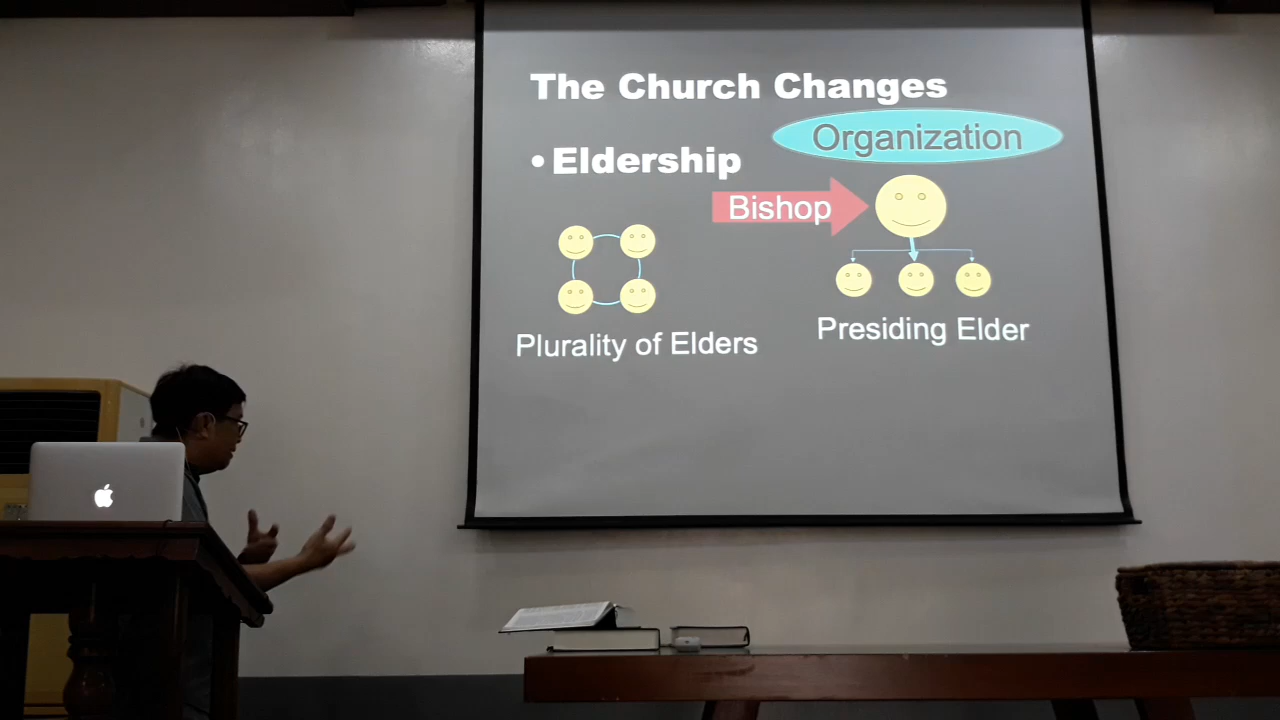 The Church Changes
Organization
• Eldership
Bishop
Plurality of Elders
Presiding Elder